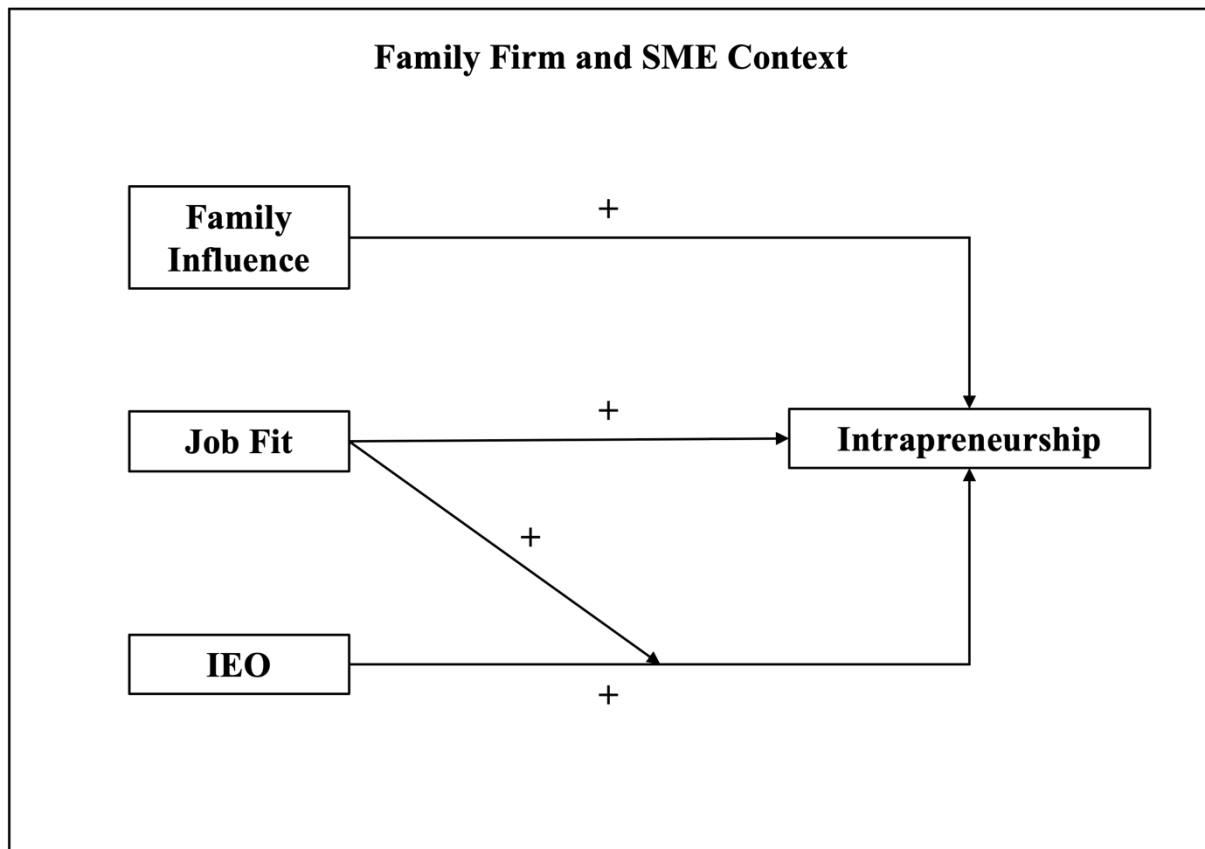 Family Firm and SME Context
+
Family
Influence
+
Job Fit
Intrapreneurship
+
IEO
+